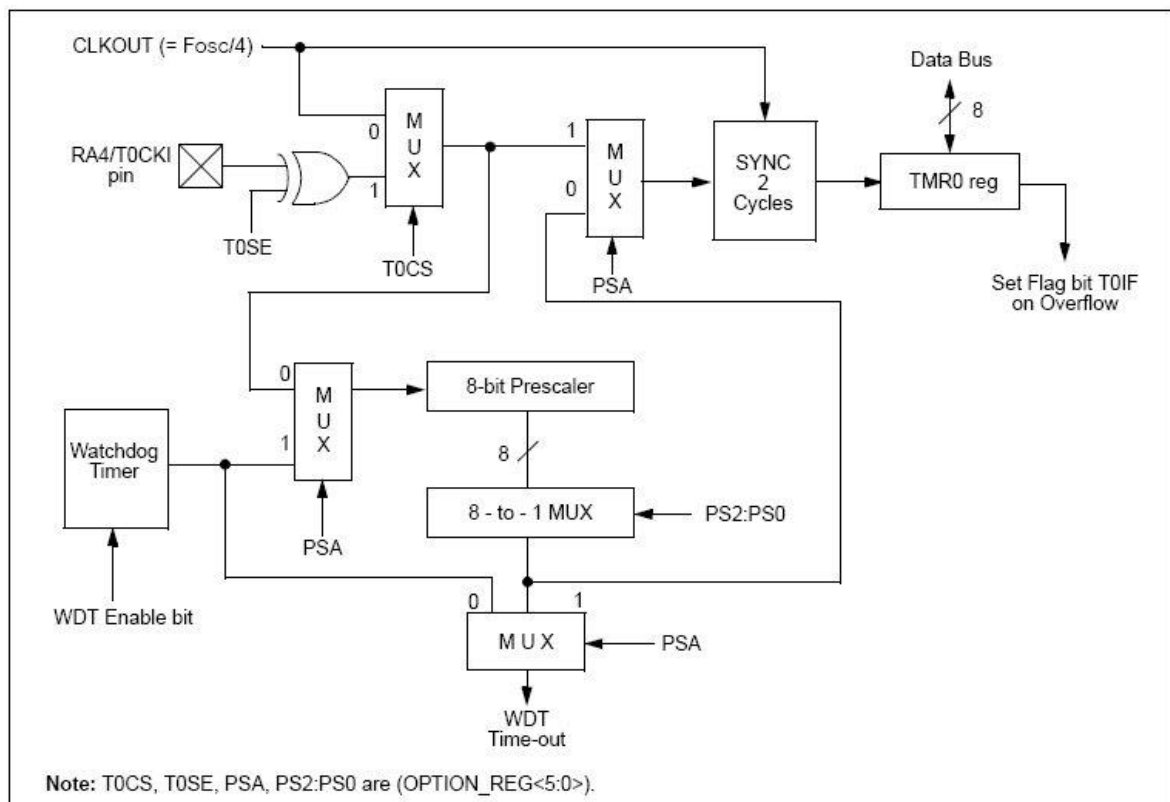 CLKOUT (= Fosc/4)
Data Bus
8
0
M
U
X
1
RA4/T0CKI
pin
1
T0SE
T0CS
0
M
U
X
PSA
SYNC
2
Cycles
TMR0 reg
Set Flag bit T0IF
on Overflow
0
M
U
X
1
8-bit Prescaler
Watchdog
Timer
8
8 - to - 1 MUX
PS2:PS0
PSA
WDT Enable bit
0
1
M U X
PSA
WDT
Time-out
Note: T0CS, T0SE, PSA, PS2:PS0 are (OPTION_REG<5:0>).